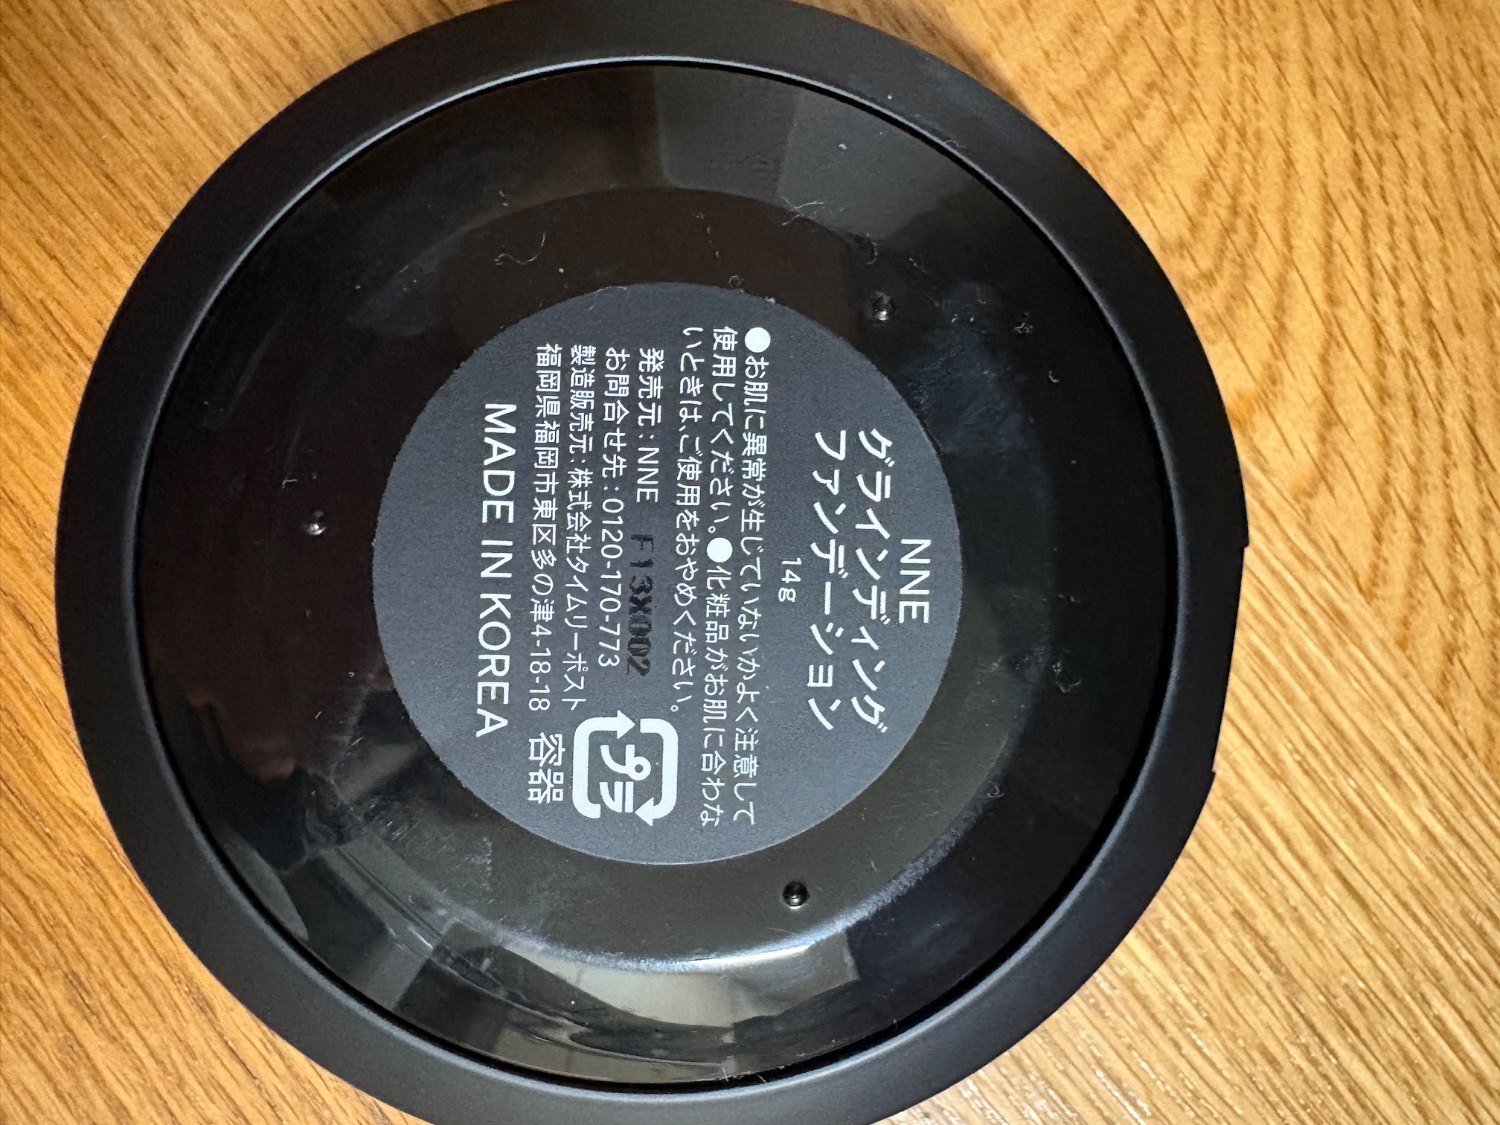 NNE
グラインディング
ファンデーション
14g
●お肌に異常が生じていないかよく注意して
使用してください。●化粧品がお肌に合わな
いときは、ご使用をおやめください。
発売元：NNE F13X002
お問合せ先：0120-170-773
製造販売元：株式会社タイムリーポスト
福岡県福岡市東区多の津4-18-18
MADE IN KOREA
プラ
容器